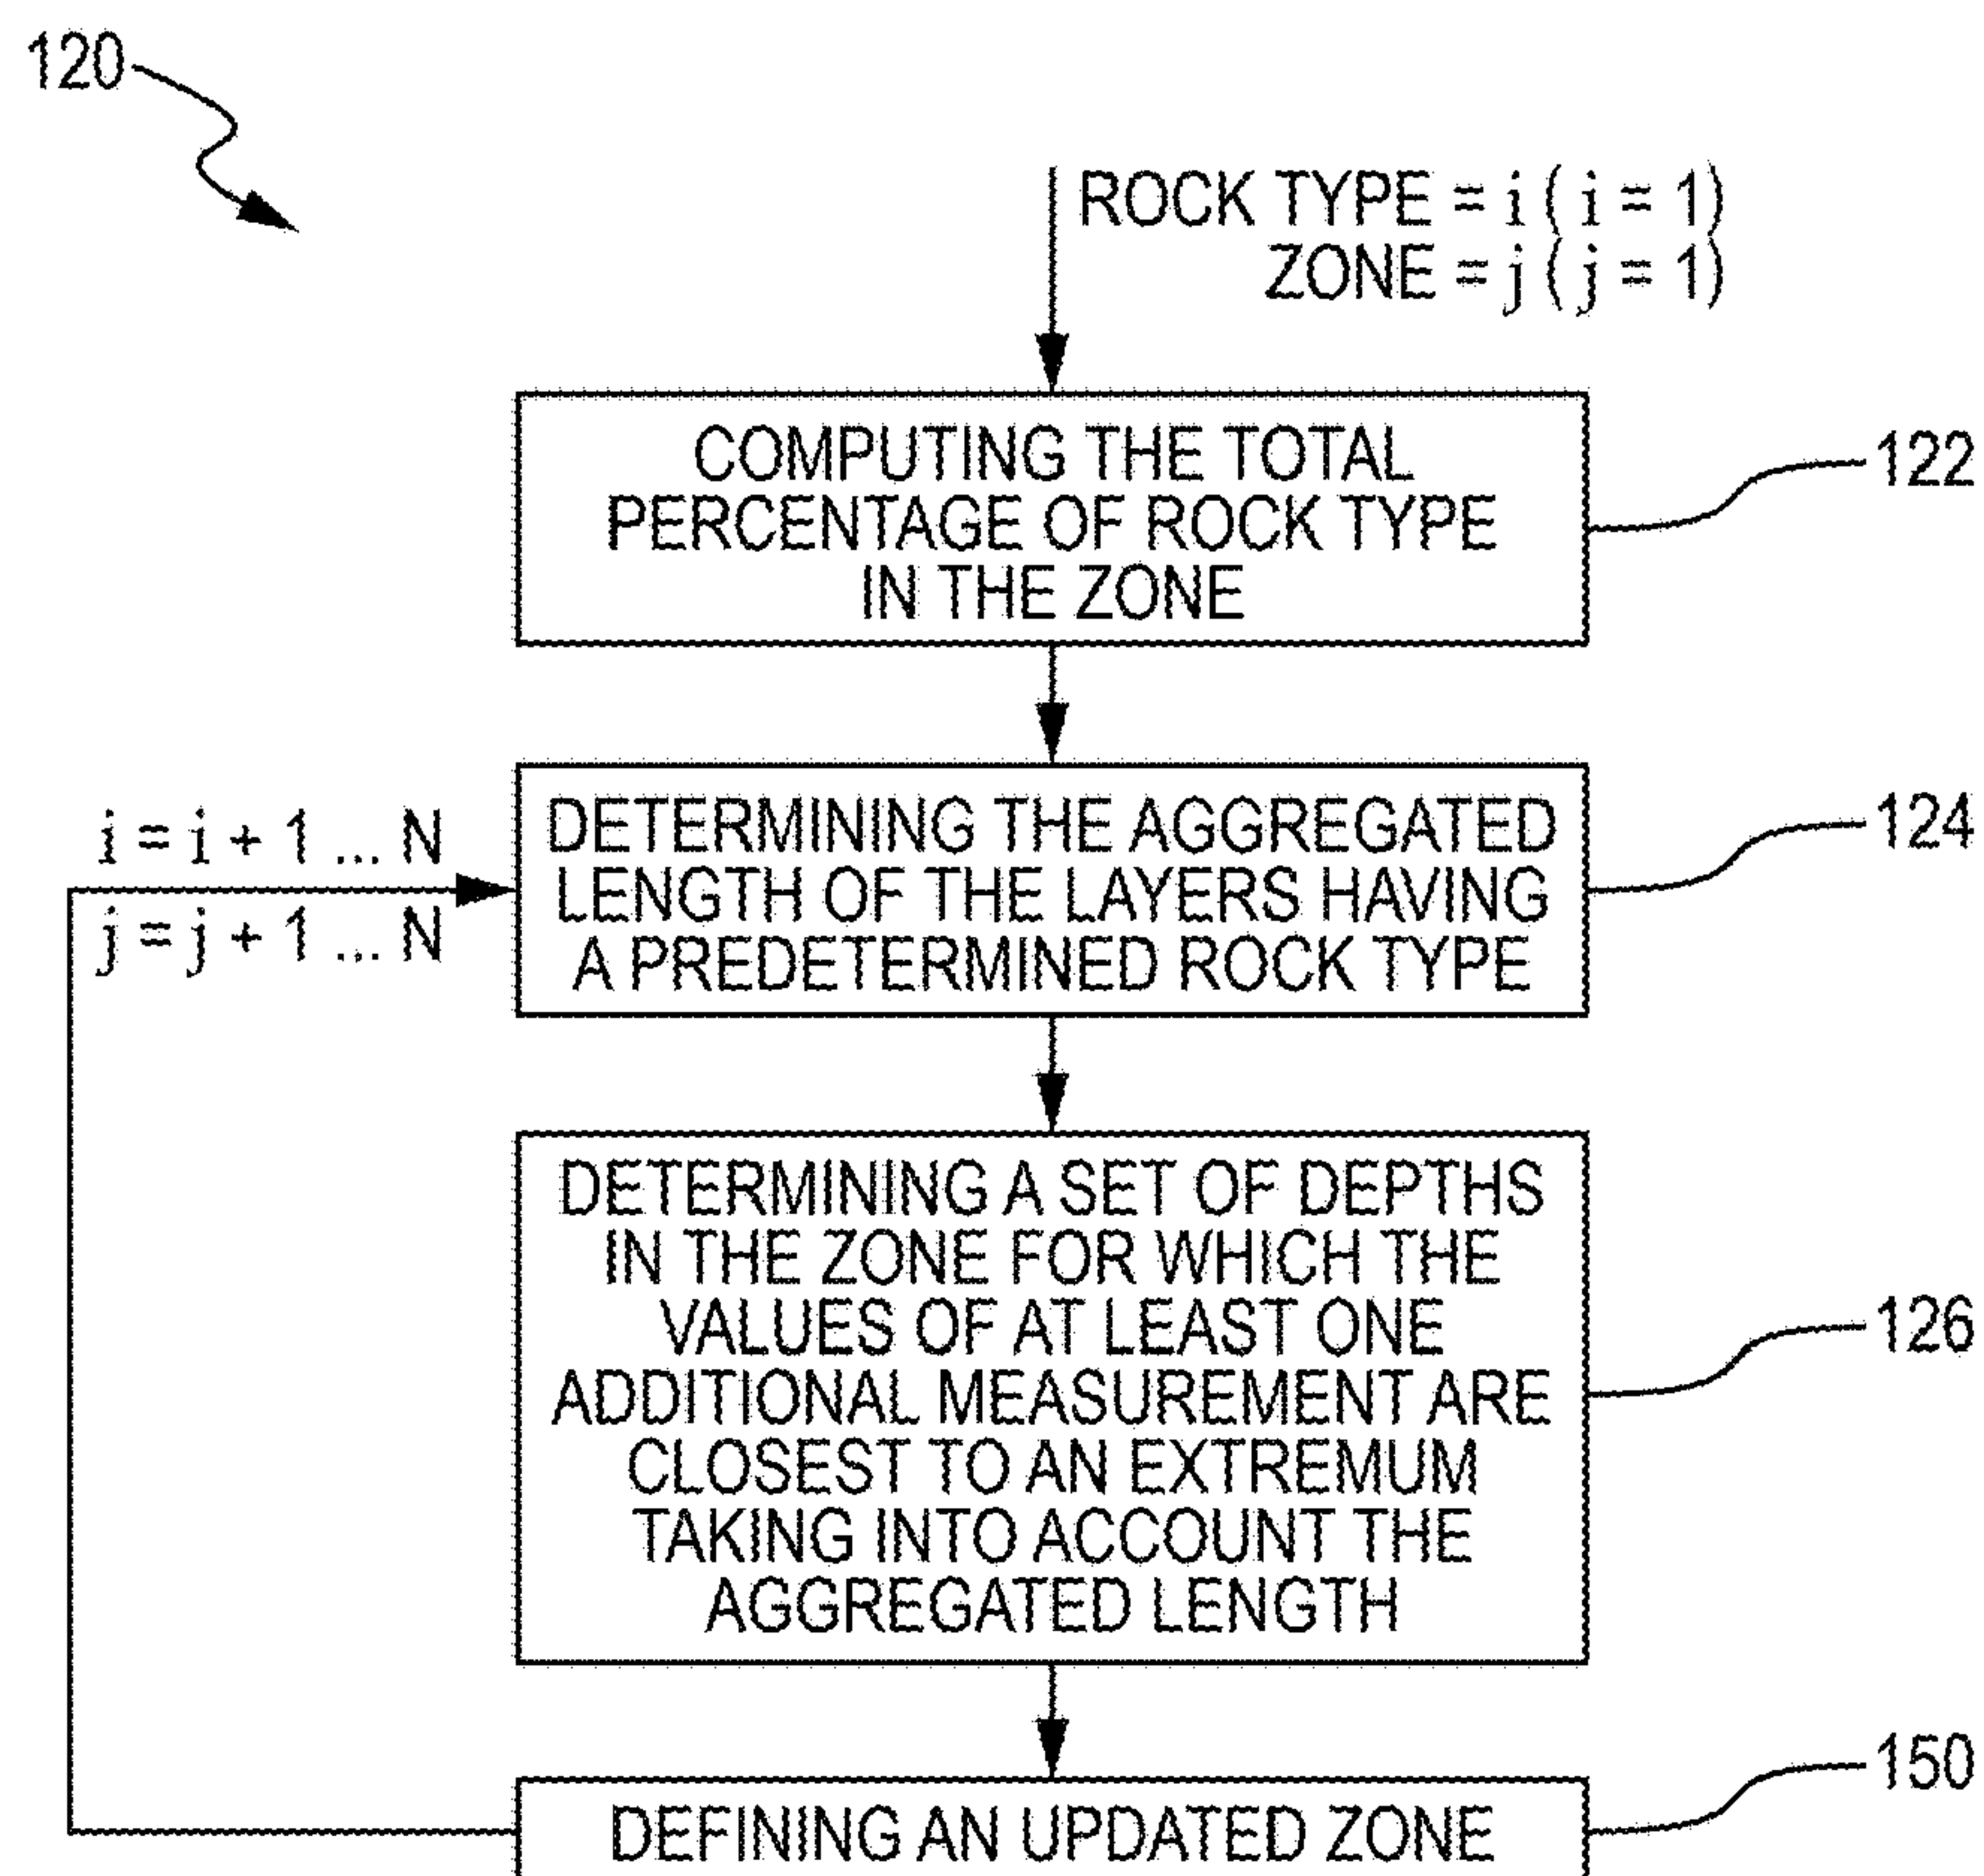 120
ROCK TYPE = i ( i = 1)
ZONE = j ( j = 1)
COMPUTING THE TOTAL
PERCENTAGE OF ROCK TYPE
IN THE ZONE
122
i = i + 1 ... N
j = j + 1 ... N
DETERMINING THE AGGREGATED
LENGTH OF THE LAYERS HAVING
A PREDETERMINED ROCK TYPE
124
DETERMINING A SET OF DEPTHS
IN THE ZONE FOR WHICH THE
VALUES OF AT LEAST ONE
ADDITIONAL MEASUREMENT ARE
CLOSEST TO AN EXTREMUM
TAKING INTO ACCOUNT THE
AGGREGATED LENGTH
126
DEFINING AN UPDATED ZONE
150